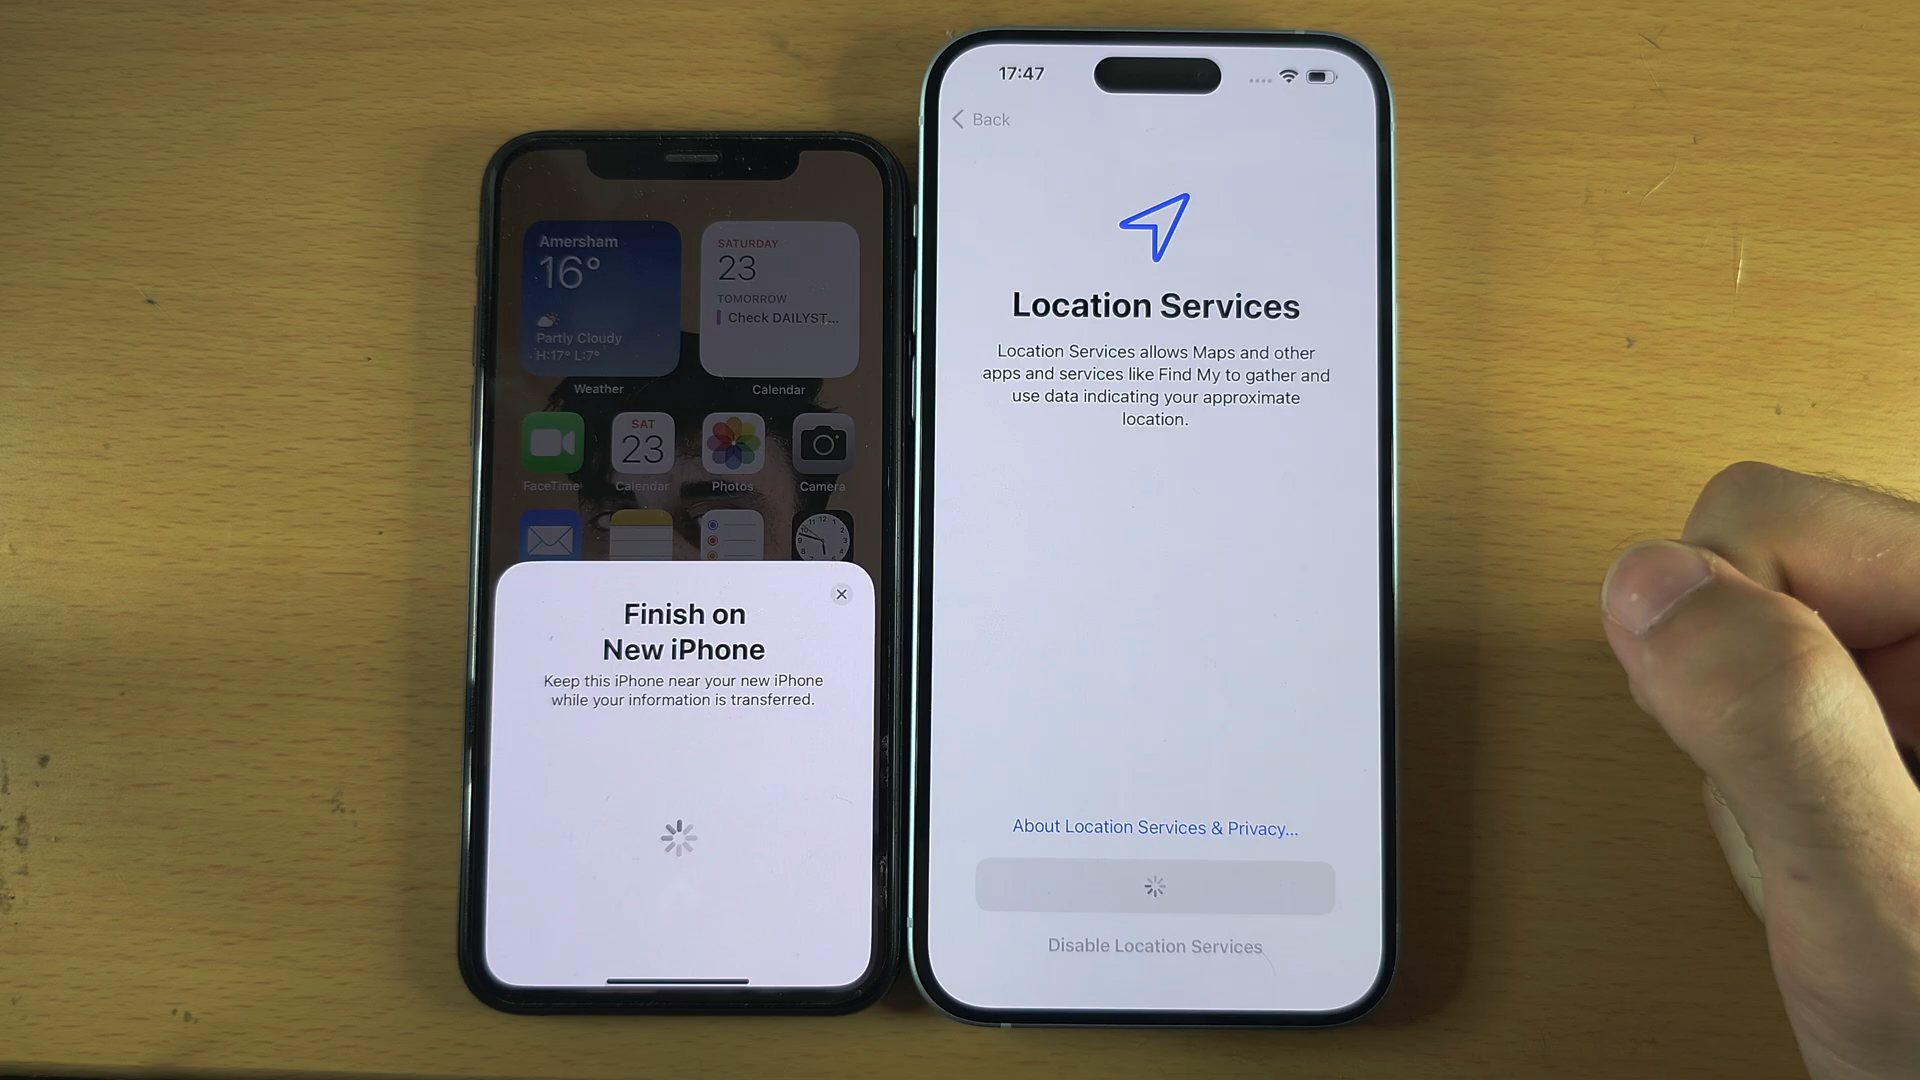 Amersham
16°
Partly Cloudy
H:17° L:7°
Weather
SATURDAY
23
TOMORROW
Check DAILYST...
Calendar
FaceTime
SAT
23
Calendar
Photos
Camera
Finish on
New iPhone
Keep this iPhone near your new iPhone
while your information is transferred.
17:47
Back
Location Services
Location Services allows Maps and other
apps and services like Find My to gather and
use data indicating your approximate
location.
About Location Services & Privacy...
Disable Location Services